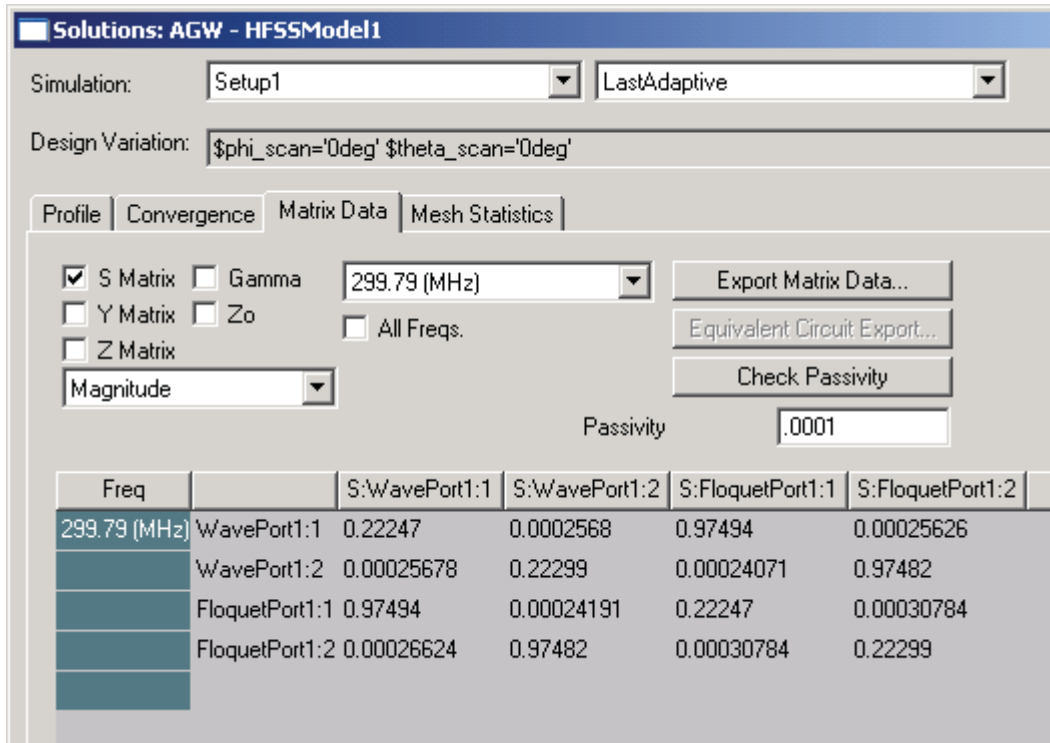 Solutions: AGW - HFSSModel1
Simulation: Setup1 LastAdaptive
Design Variation: $phi_scan='0deg' $theta_scan='0deg'
Profile Convergence Matrix Data Mesh Statistics
S Matrix Gamma 299.79 (MHz) Export Matrix Data...
Y Matrix Zo All Freqs. Equivalent Circuit Export...
Z Matrix
Magnitude Check Passivity
Passivity .0001
Freq S:WavePort1:1 S:WavePort1:2 S:FloquetPort1:1 S:FloquetPort1:2
299.79 (MHz) WavePort1:1 0.22247 0.0002568 0.97494 0.00025626
WavePort1:2 0.00025678 0.22299 0.00024071 0.97482
FloquetPort1:1 0.97494 0.00024191 0.22247 0.00030784
FloquetPort1:2 0.00026624 0.97482 0.00030784 0.22299